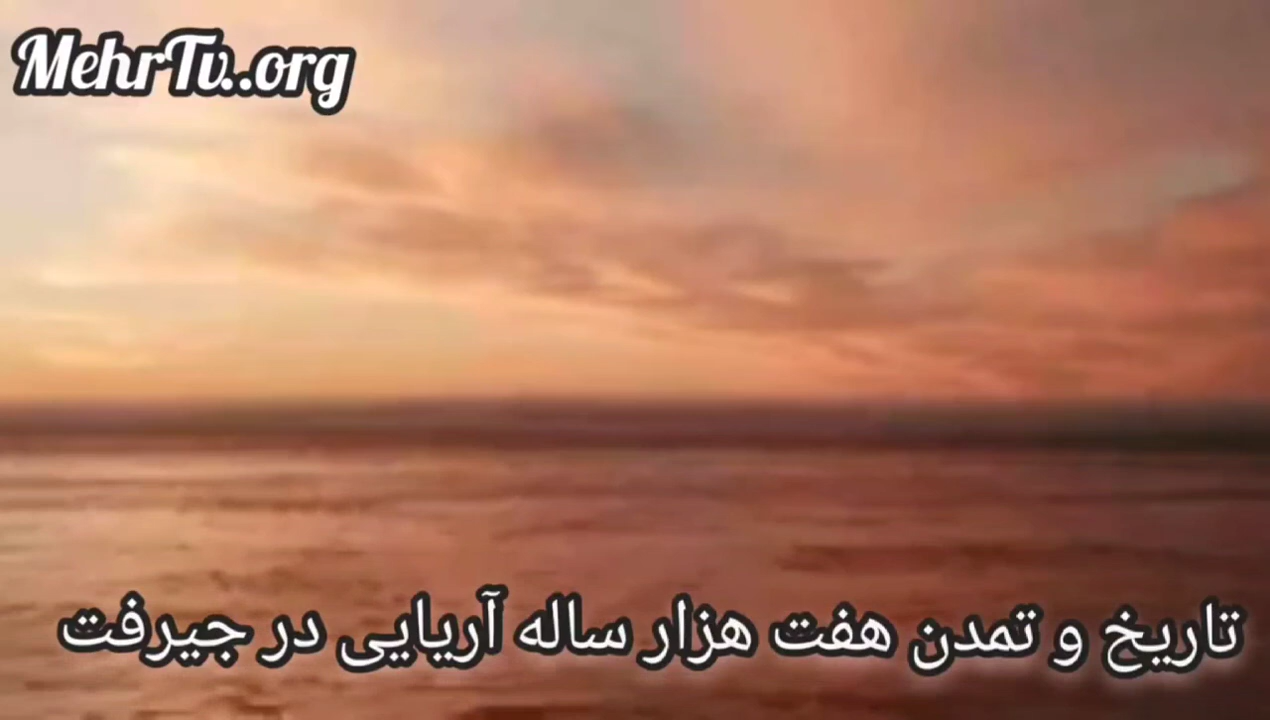 MehrTv..org
تاریخ و تمدن هفت هزار ساله آریایی در جیرفت